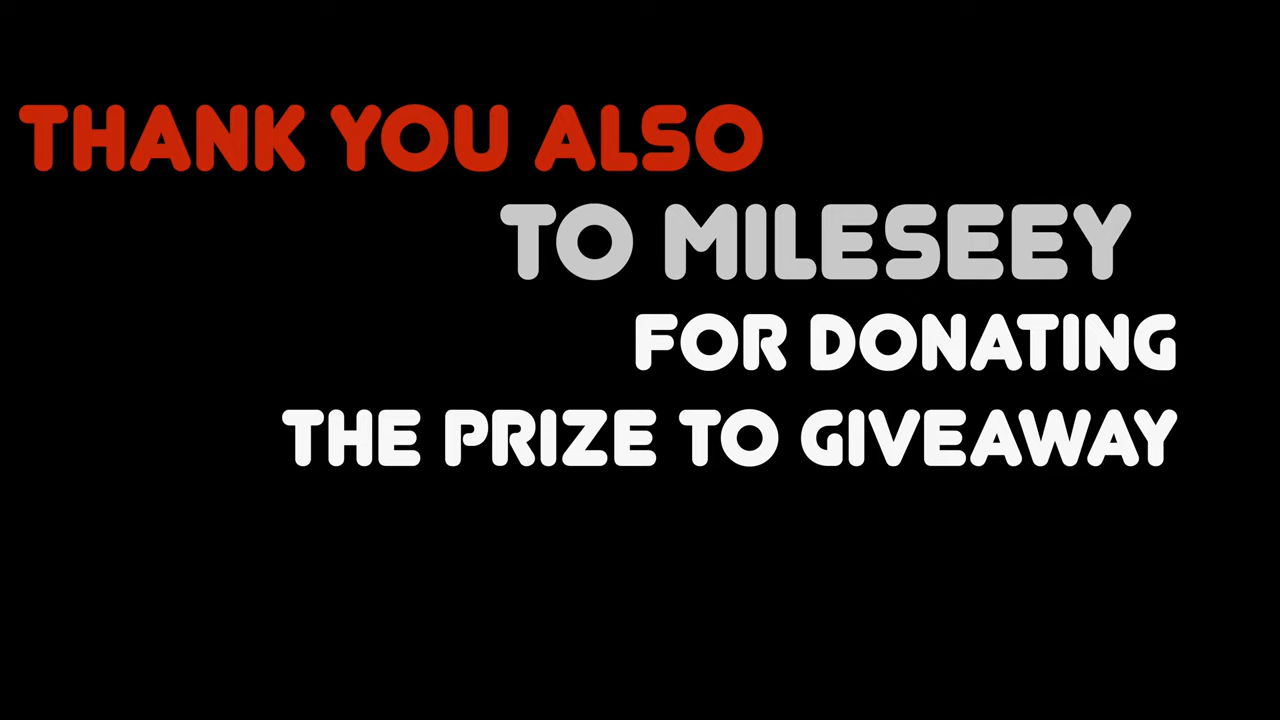 THANK YOU ALSO
TO MILESEEY
FOR DONATING
THE PRIZE TO GIVEAWAY